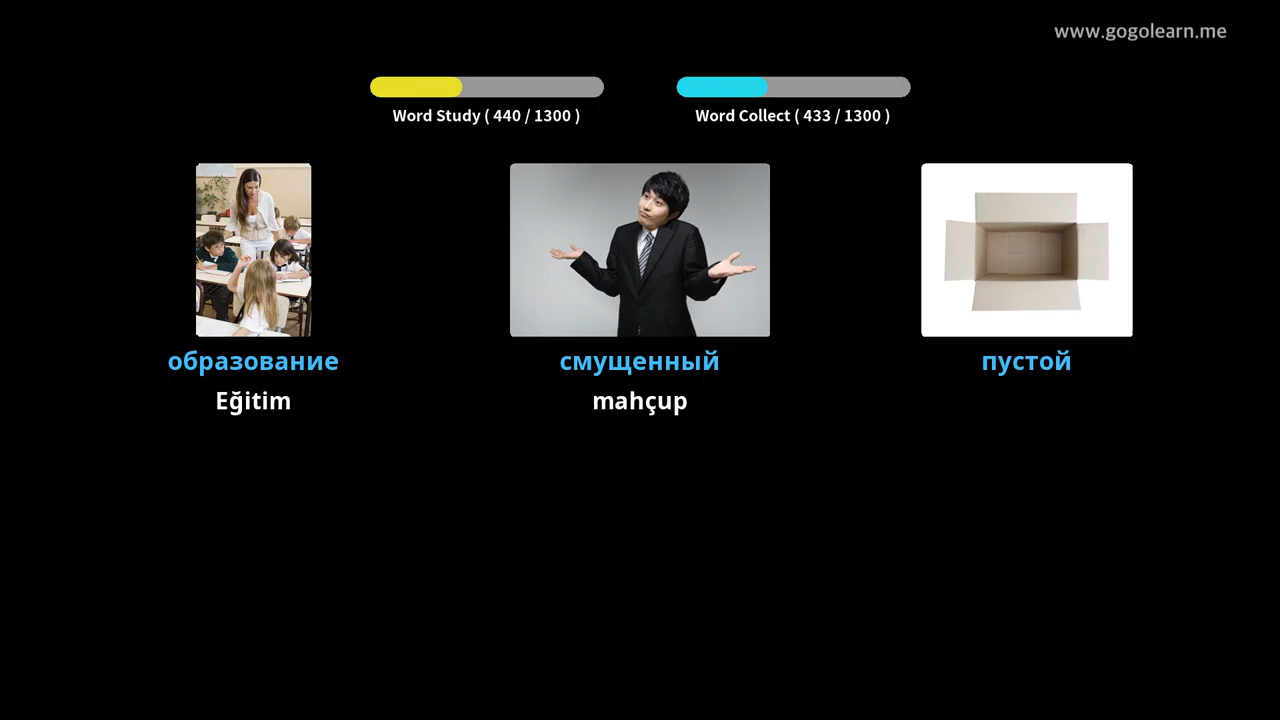 www.gogolearn.me
Word Study ( 440 / 1300 )
Word Collect ( 433 / 1300 )
образование
смущенный
пустой
Eğitim
mahçup